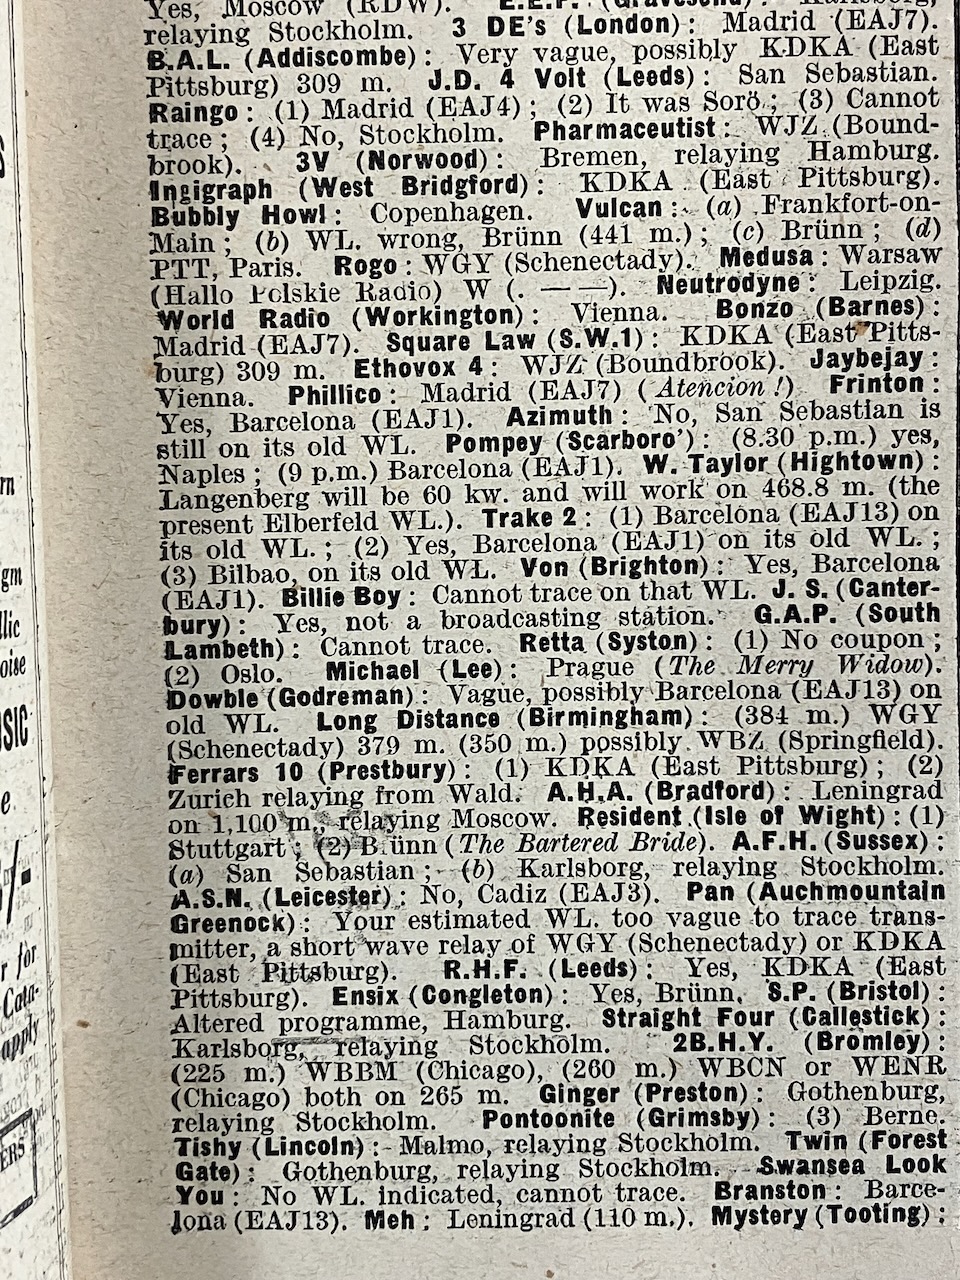 Yes, Moscow (RDW). E.E.F. (Gravesend): Karlsborg,
relaying Stockholm. 3 DE's (London): Madrid (EAJ7).
B.A.L. (Addiscombe): Very vague, possibly KDKA (East
Pittsburg) 309 m. J.D. 4 Volt (Leeds): San Sebastian.
Raingo: (1) Madrid (EAJ4); (2) It was Sorö; (3) Cannot
trace; (4) No, Stockholm. Pharmaceutist: WJZ (Bound-
brook). 3V (Norwood): Bremen, relaying Hamburg.
Ingigraph (West Bridgford): KDKA (East Pittsburg).
Bubbly Howl: Copenhagen. Vulcan: (a) Frankfort-on-
Main; (b) WL. wrong, Brünn (441 m.); (c) Brünn; (d)
PTT, Paris. Rogo: WGY (Schenectady). Medusa: Warsaw
(Hallo Polskie Radio) W (. — —). Neutrodyne: Leipzig.
World Radio (Workington): Vienna. Bonzo (Barnes):
Madrid (EAJ7). Square Law (S.W.1): KDKA (East Pitts-
burg) 309 m. Ethovox 4: WJZ (Boundbrook). Jaybejay:
Vienna. Phillico: Madrid (EAJ7) (Atencion!) Frinton:
Yes, Barcelona (EAJ1). Azimuth: No, San Sebastian is
still on its old WL. Pompey (Scarboro'): (8.30 p.m.) yes,
Naples; (9 p.m.) Barcelona (EAJ1). W. Taylor (Hightown):
Langenberg will be 60 kw. and will work on 468.8 m. (the
present Elberfeld WL.). Trake 2: (1) Barcelona (EAJ13) on
its old WL.; (2) Yes, Barcelona (EAJ1) on its old WL.;
(3) Bilbao, on its old WL. Von (Brighton): Yes, Barcelona
(EAJ1). Billie Boy: Cannot trace on that WL. J. S. (Canter-
bury): Yes, not a broadcasting station. G.A.P. (South
Lambeth): Cannot trace. Retta (Syston): (1) No coupon;
(2) Oslo. Michael (Lee): Prague (The Merry Widow).
Dowble (Godreman): Vague, possibly Barcelona (EAJ13) on
old WL. Long Distance (Birmingham): (384 m.) WGY
(Schenectady) 379 m. (350 m.) possibly WBZ (Springfield).
Ferrars 10 (Prestbury): (1) KDKA (East Pittsburg); (2)
Zurich relaying from Wald. A.H.A. (Bradford): Leningrad
on 1,100 m., relaying Moscow. Resident (Isle of Wight): (1)
Stuttgart; (2) Brünn (The Bartered Bride). A.F.H. (Sussex):
(a) San Sebastian; (b) Karlsborg, relaying Stockholm.
A.S.N. (Leicester): No, Cadiz (EAJ3). Pan (Auchmountain
Greenock): Your estimated WL. too vague to trace trans-
mitter, a short wave relay of WGY (Schenectady) or KDKA
(East Pittsburg). R.H.F. (Leeds): Yes, KDKA (East
Pittsburg). Ensix (Congleton): Yes, Brünn. S.P. (Bristol):
Altered programme, Hamburg. Straight Four (Callestick):
Karlsborg, relaying Stockholm. 2B.H.Y. (Bromley):
(225 m.) WBBM (Chicago), (260 m.) WBCN or WENR
(Chicago) both on 265 m. Ginger (Preston): Gothenburg,
relaying Stockholm. Pontoonite (Grimsby): (3) Berne.
Tishy (Lincoln): Malmo, relaying Stockholm. Twin (Forest
Gate): Gothenburg, relaying Stockholm. Swansea Look
You: No WL. indicated, cannot trace. Branston: Barce-
lona (EAJ13). Meh: Leningrad (110 m.). Mystery (Tooting):